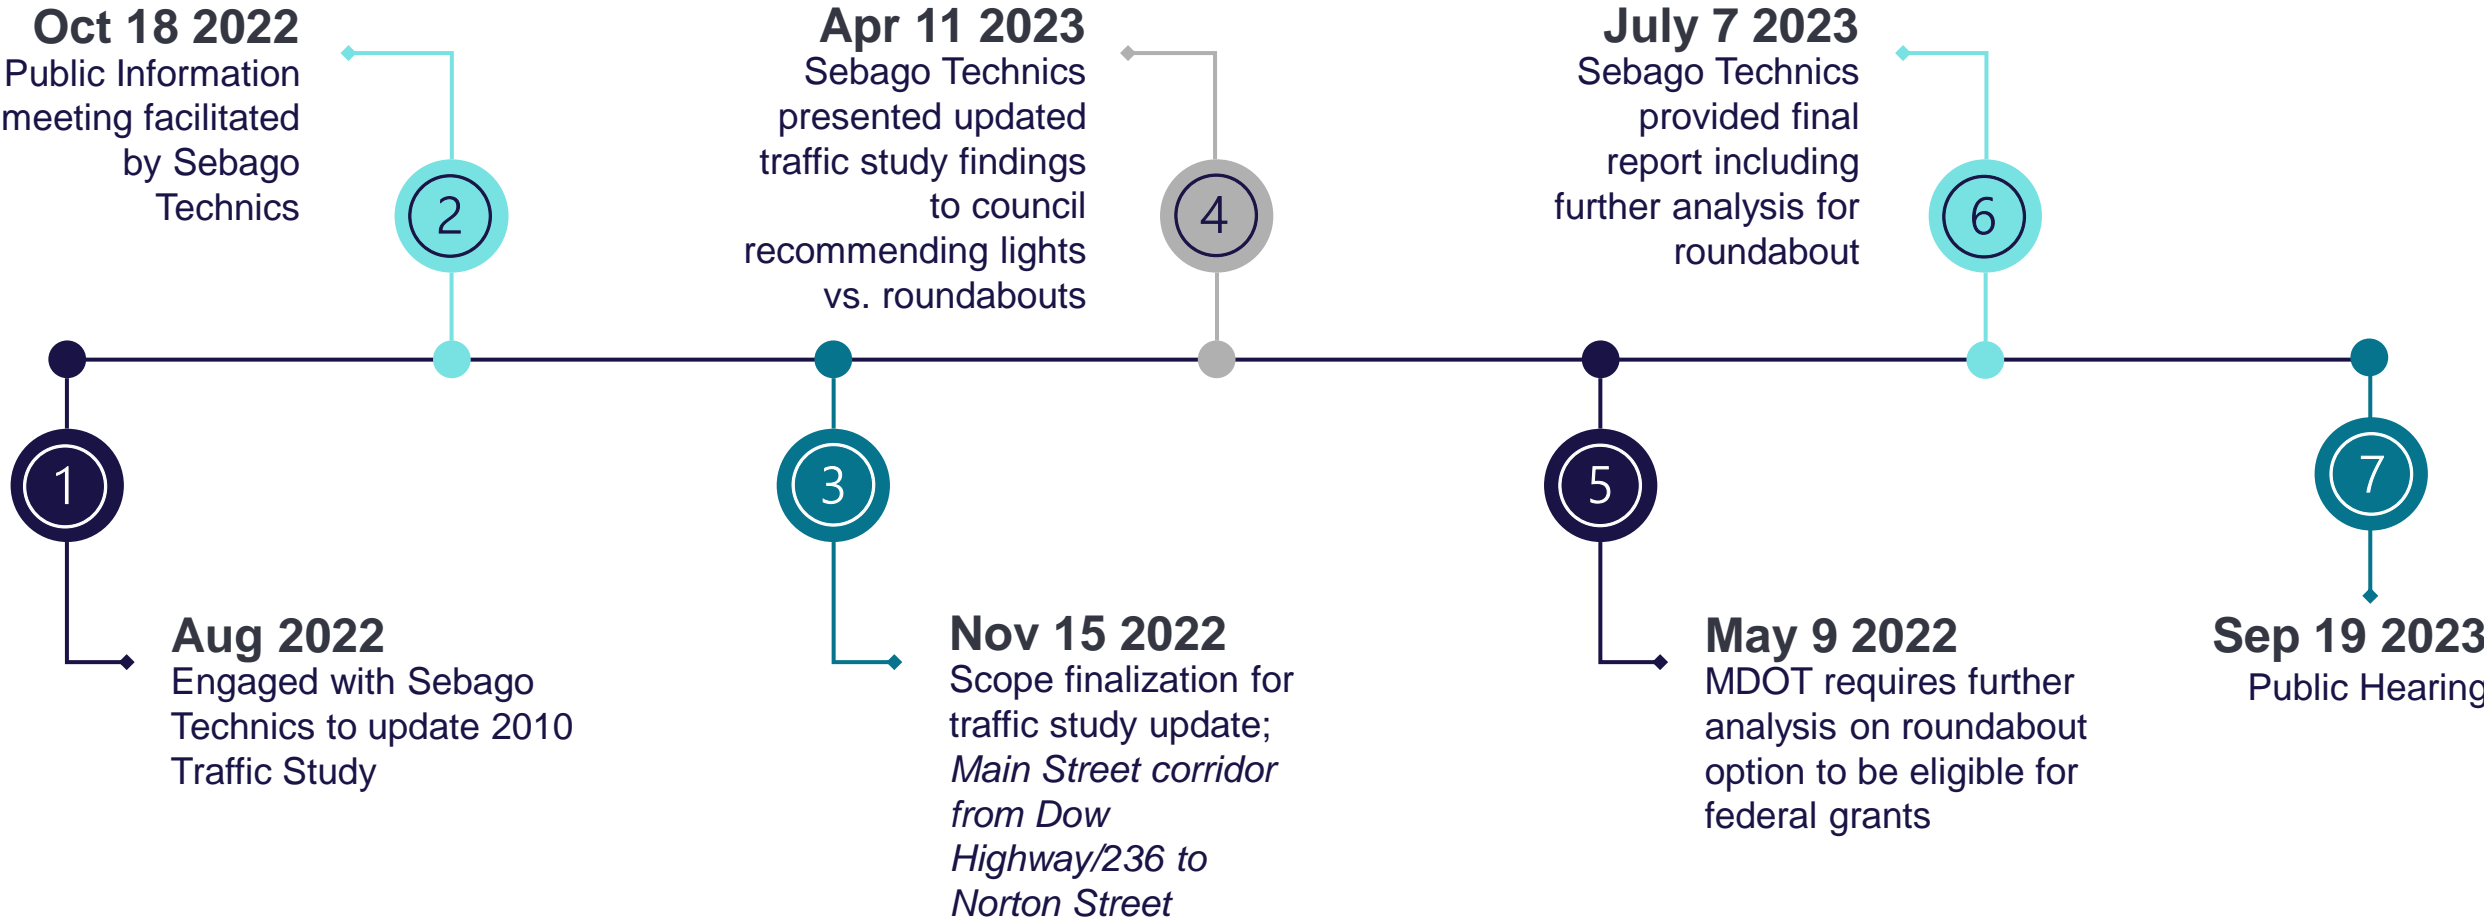 Oct 18 2022
Public Information
meeting facilitated
by Sebago
Technics
2
Apr 11 2023
Sebago Technics
presented updated
traffic study findings
to council
recommending lights
vs. roundabouts
4
July 7 2023
Sebago Technics
provided final
report including
further analysis for
roundabout
6
1
Aug 2022
Engaged with Sebago
Technics to update 2010
Traffic Study
3
Nov 15 2022
Scope finalization for
traffic study update;
Main Street corridor
from Dow
Highway/236 to
Norton Street
5
May 9 2022
MDOT requires further
analysis on roundabout
option to be eligible for
federal grants
7
Sep 19 2023
Public Hearing